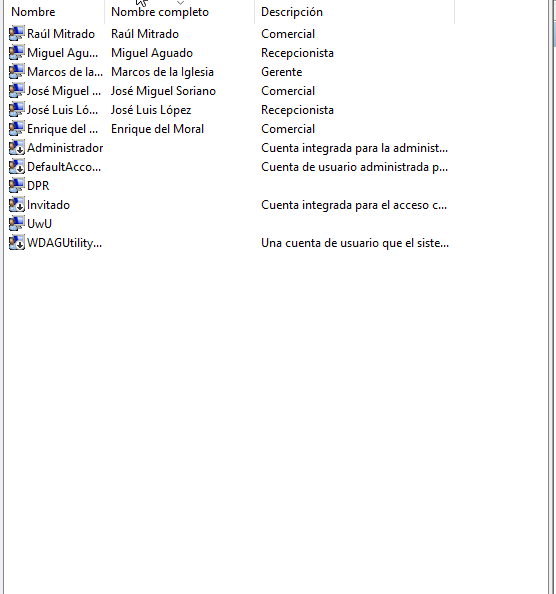 Nombre Nombre completo Descripción
Raúl Mitrado Raúl Mitrado Comercial
Miguel Agu... Miguel Aguado Recepcionista
Marcos de la... Marcos de la Iglesia Gerente
José Miguel ... José Miguel Soriano Comercial
José Luis Ló... José Luis López Recepcionista
Enrique del ... Enrique del Moral Comercial
Administrador Cuenta integrada para la administ...
DefaultAcco... Cuenta de usuario administrada p...
DPR
Invitado Cuenta integrada para el acceso c...
UwU
WDAGUtility... Una cuenta de usuario que el siste...